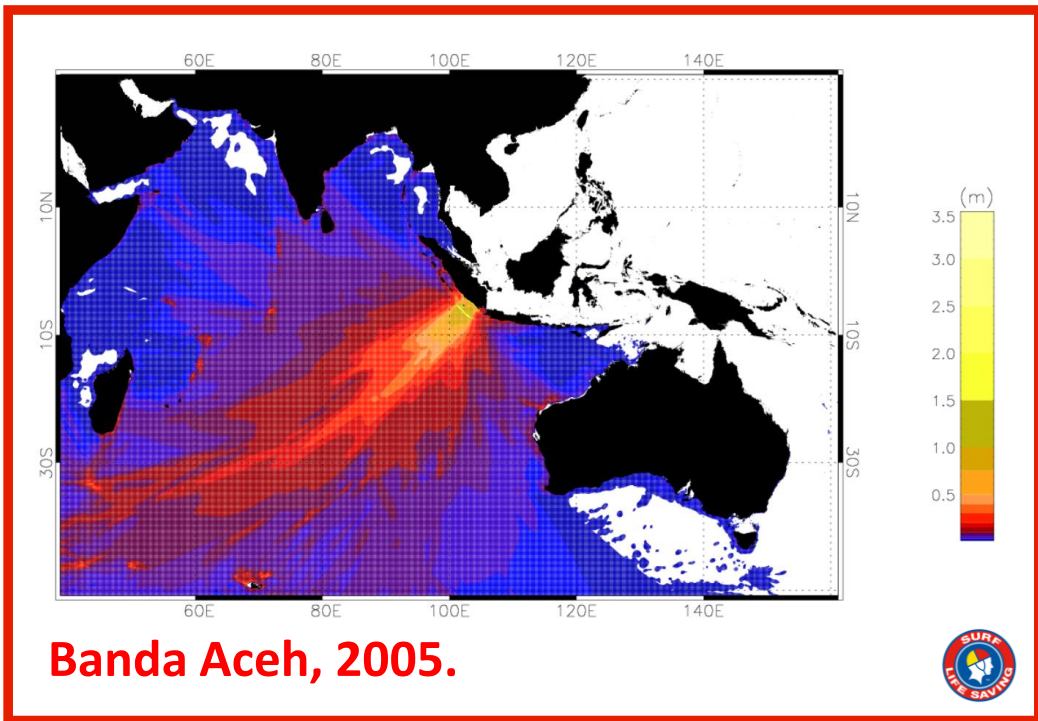 60E 80E 100E 120E 140E
(m)
10N 10N
3.5
3.0
2.5
10S 10S
2.0
1.5
30S 30S
1.0
0.5
60E 80E 100E 120E 140E
Banda Aceh, 2005.
SURF
LIFE SAVING